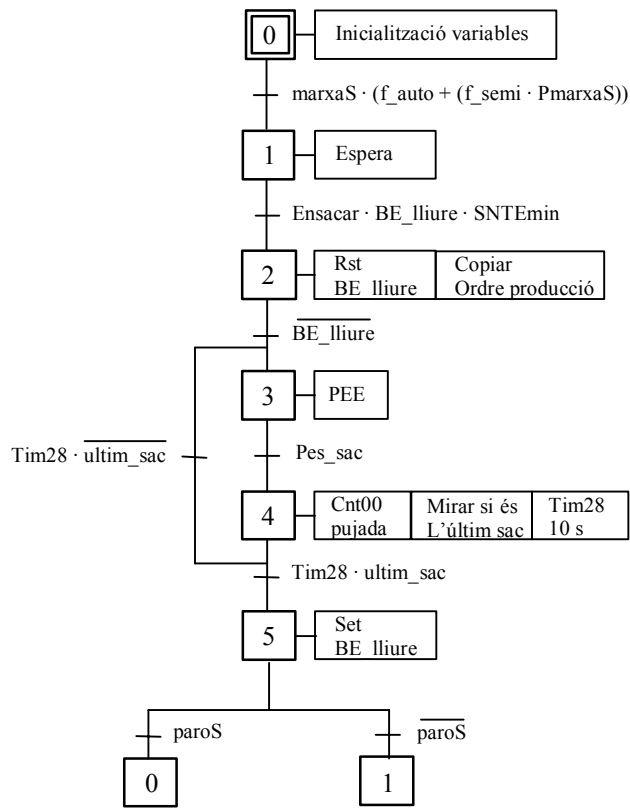 0
Inicialització variables
marxaS · (f_auto + (f_semi · PmarxaS))
1
Espera
Ensacar · BE_lliure · SNTEmin
2
Rst
BE_lliure
Copiar
Ordre producció
BE_lliure
3
PEE
Tim28 · ultim_sac
Pes_sac
4
Cnt00
pujada
Mirar si és
L'últim sac
Tim28
10 s
Tim28 · ultim_sac
5
Set
BE_lliure
paroS
paroS
0
1